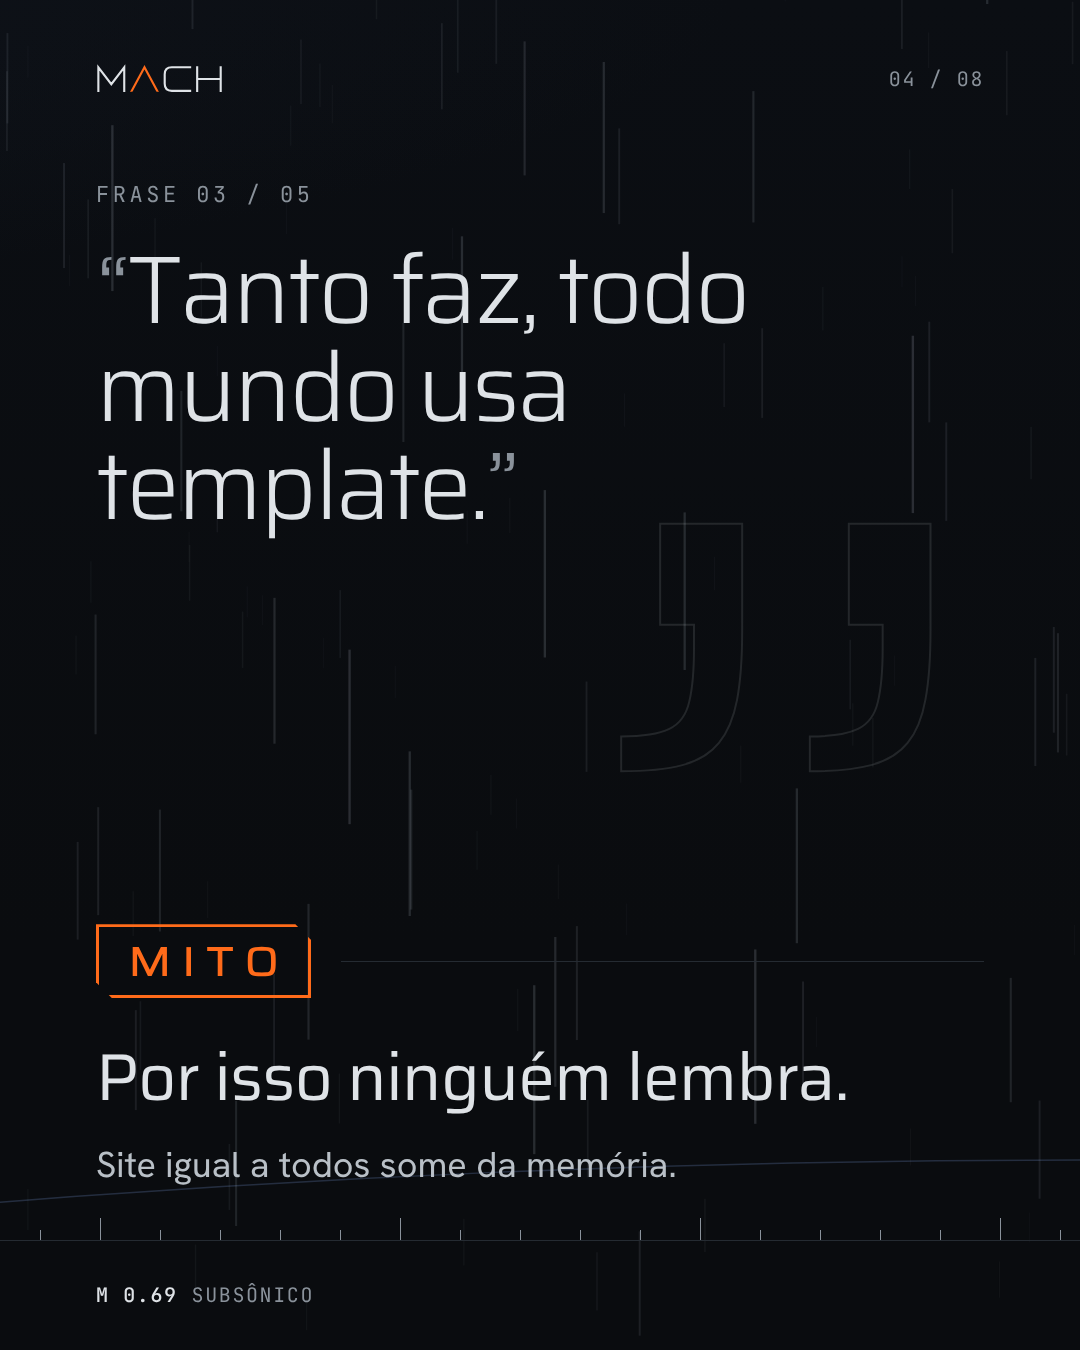 MACH
04 / 08
FRASE 03 / 05
“Tanto faz, todo
mundo usa
template.”
MITO
Por isso ninguém lembra.
Site igual a todos some da memória.
M 0.69 SUBSÔNICO